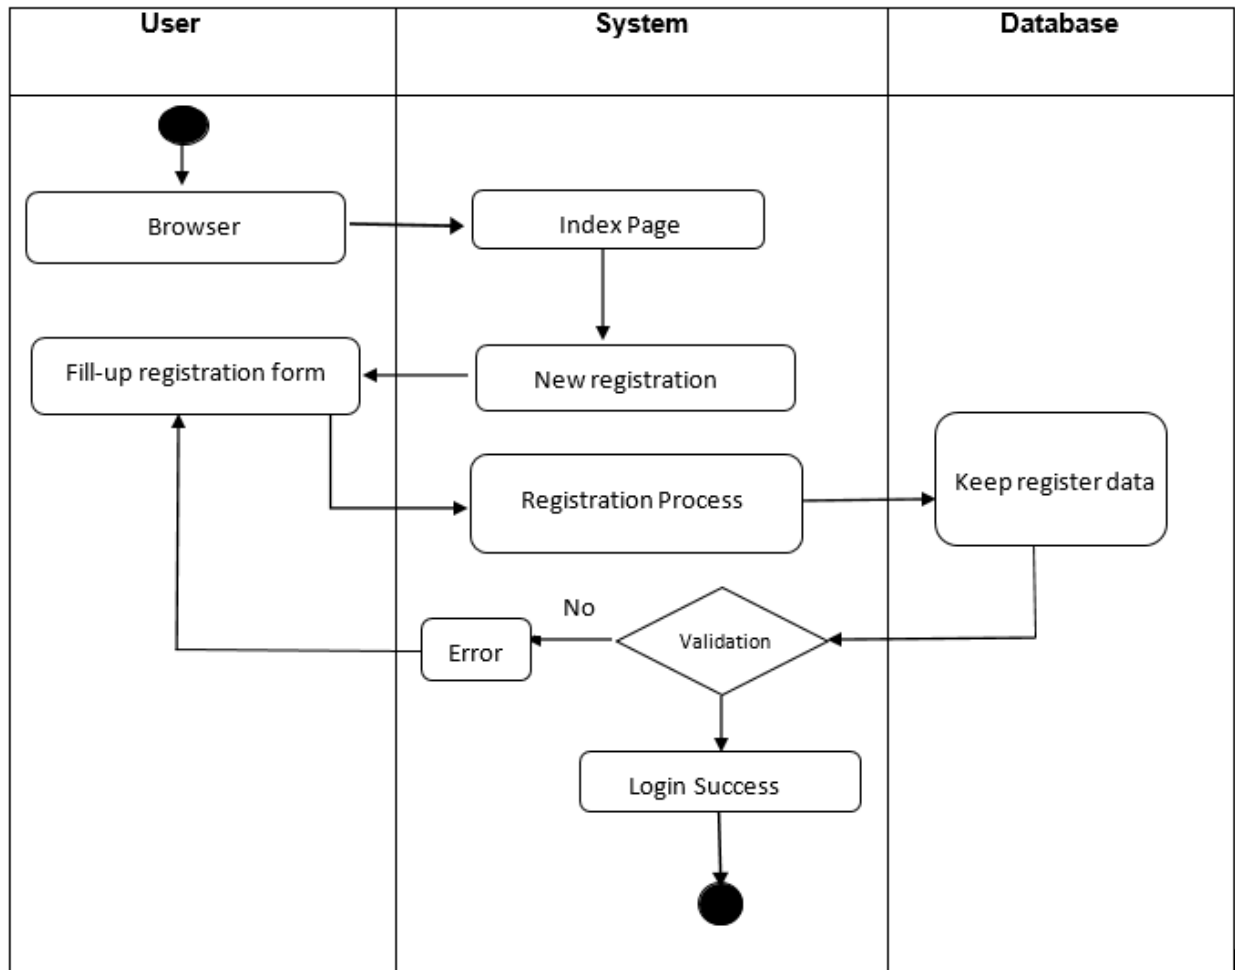 User
System
Database
Browser
Index Page
Fill-up registration form
New registration
Registration Process
Keep register data
No
Validation
Error
Login Success